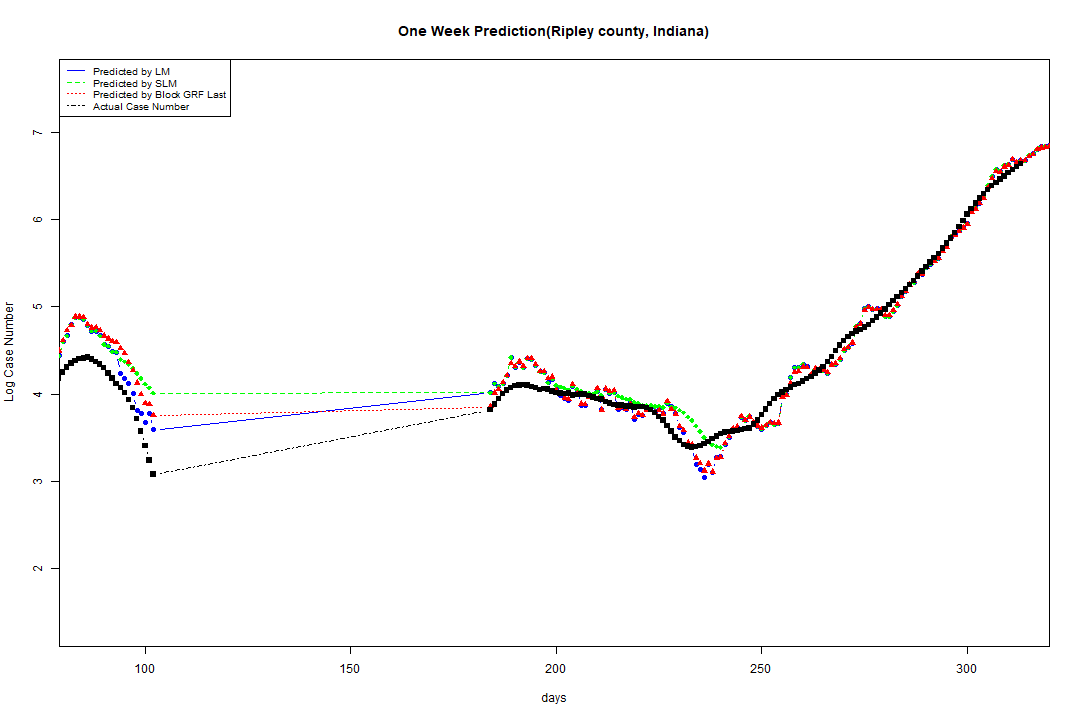 One Week Prediction(Ripley county, Indiana)
Predicted by LM
Predicted by SLM
Predicted by Block GRF Last
Actual Case Number
Log Case Number
7
6
5
4
3
2
100 150 200 250 300
days